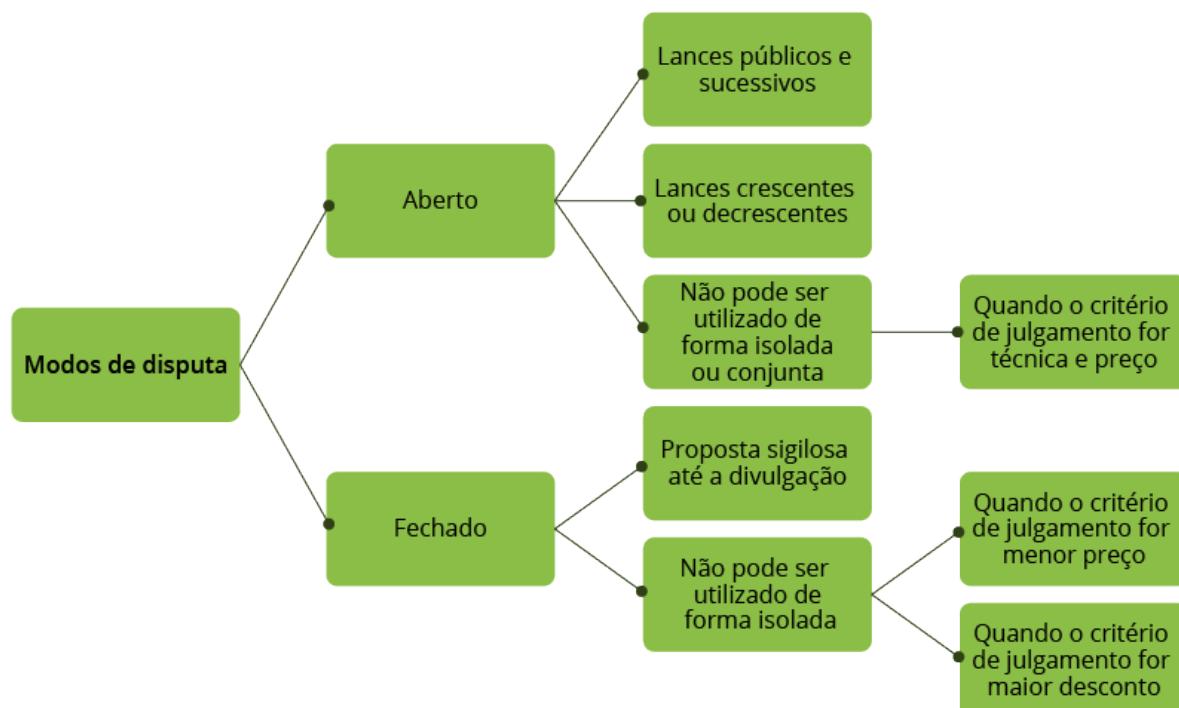 Modos de disputa
Aberto
Lances públicos e
sucessivos
Lances crescentes
ou decrescentes
Não pode ser
utilizado de
forma isolada
ou conjunta
Quando o critério
de julgamento for
técnica e preço
Fechado
Proposta sigilosa
até a divulgação
Não pode ser
utilizado de
forma isolada
Quando o critério
de julgamento for
menor preço
Quando o critério
de julgamento for
maior desconto